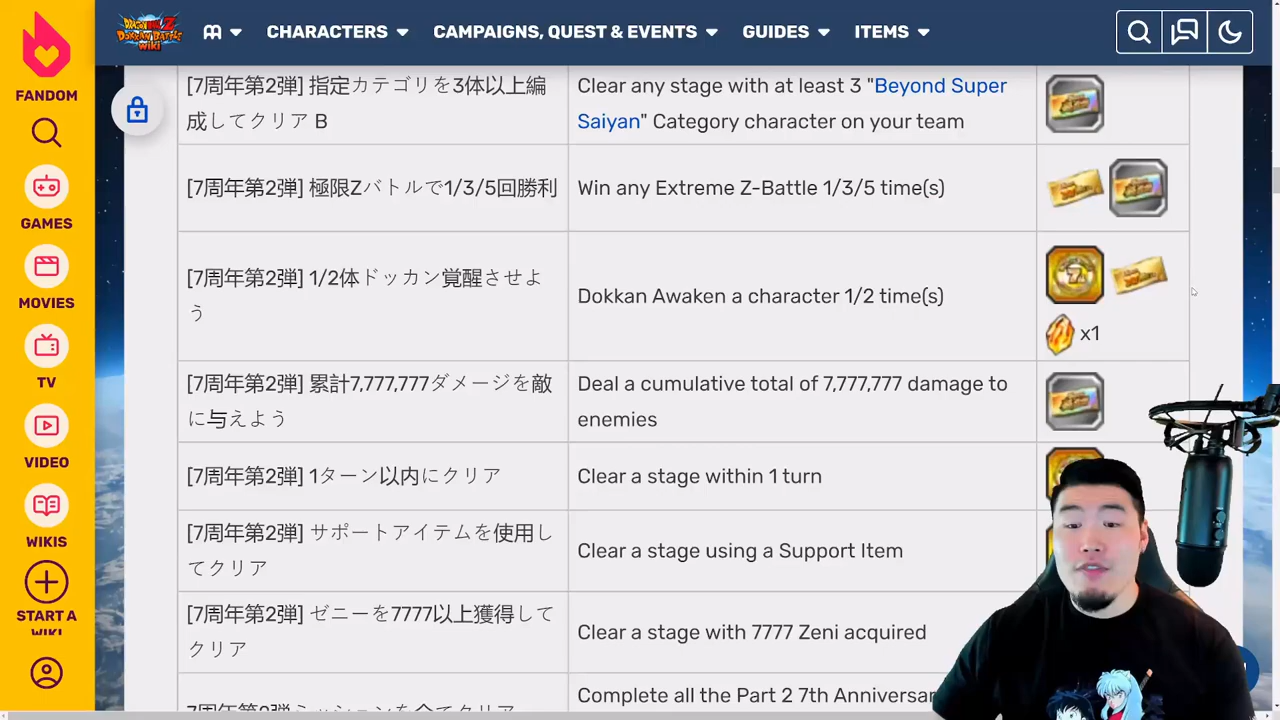 FANDOM
GAMES
MOVIES
TV
VIDEO
WIKIS
START A
DRAGON BALL Z
DOKKAN BATTLE
WIKI
CHARACTERS
CAMPAIGNS, QUEST & EVENTS
GUIDES
ITEMS
[7周年第2弾] 指定カテゴリを3体以上編
成してクリア B
Clear any stage with at least 3 "Beyond Super
Saiyan" Category character on your team
[7周年第2弾] 極限Zバトルで1/3/5回勝利
Win any Extreme Z-Battle 1/3/5 time(s)
[7周年第2弾] 1/2体ドッカン覚醒させよ
う
Dokkan Awaken a character 1/2 time(s)
x1
[7周年第2弾] 累計7,777,777ダメージを敵
に与えよう
Deal a cumulative total of 7,777,777 damage to
enemies
[7周年第2弾] 1ターン以内にクリア
Clear a stage within 1 turn
[7周年第2弾] サポートアイテムを使用し
てクリア
Clear a stage using a Support Item
[7周年第2弾] ゼニーを7777以上獲得して
クリア
Clear a stage with 7777 Zeni acquired
Complete all the Part 2 7th